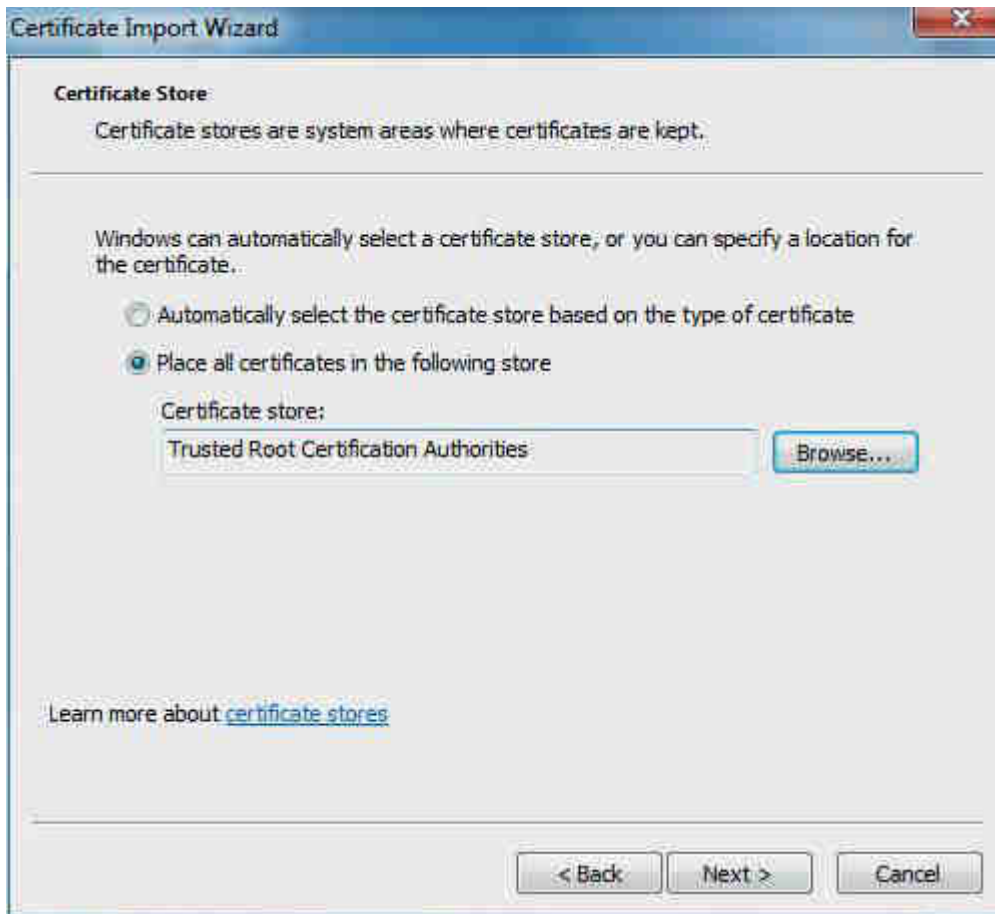 Certificate Import Wizard
Certificate Store
Certificate stores are system areas where certificates are kept.
Windows can automatically select a certificate store, or you can specify a location for
the certificate.
Automatically select the certificate store based on the type of certificate
Place all certificates in the following store
Certificate store:
Trusted Root Certification Authorities
Browse...
Learn more about certificate stores
< Back
Next >
Cancel